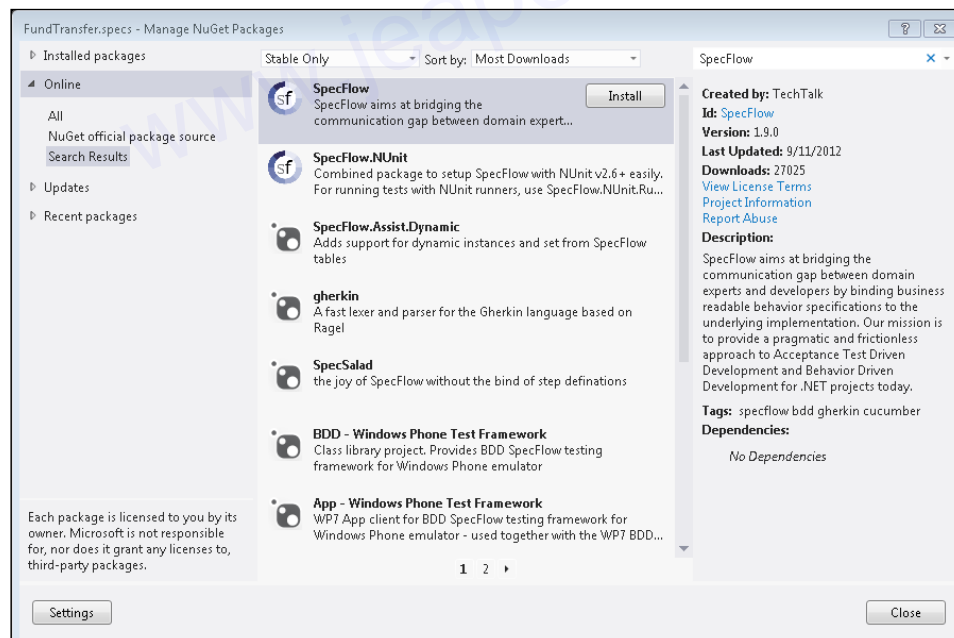 FundTransfer.specs - Manage NuGet Packages
Installed packages
Online
All
NuGet official package source
Search Results
Updates
Recent packages
Each package is licensed to you by its
owner. Microsoft is not responsible
for, nor does it grant any licenses to,
third-party packages.
Settings
Stable Only
Sort by: Most Downloads
SpecFlow
SpecFlow aims at bridging the
communication gap between domain expert...
Install
SpecFlow.NUnit
Combined package to setup SpecFlow with NUnit v2.6+ easily.
For running tests with NUnit runners, use SpecFlow.NUnit.Ru...
SpecFlow.Assist.Dynamic
Adds support for dynamic instances and set from SpecFlow
tables
gherkin
A fast lexer and parser for the Gherkin language based on
Ragel
SpecSalad
the joy of SpecFlow without the bind of step definations
BDD - Windows Phone Test Framework
Class library project. Provides BDD SpecFlow testing
framework for Windows Phone emulator
App - Windows Phone Test Framework
WP7 App client for BDD SpecFlow testing framework for
Windows Phone emulator - used together with the WP7 BDD...
1 2
SpecFlow
Created by: TechTalk
Id: SpecFlow
Version: 1.9.0
Last Updated: 9/11/2012
Downloads: 27025
View License Terms
Project Information
Report Abuse
Description:
SpecFlow aims at bridging the
communication gap between domain
experts and developers by binding business
readable behavior specifications to the
underlying implementation. Our mission is
to provide a pragmatic and frictionless
approach to Acceptance Test Driven
Development and Behavior Driven
Development for .NET projects today.
Tags: specflow bdd gherkin cucumber
Dependencies:
No Dependencies
Close